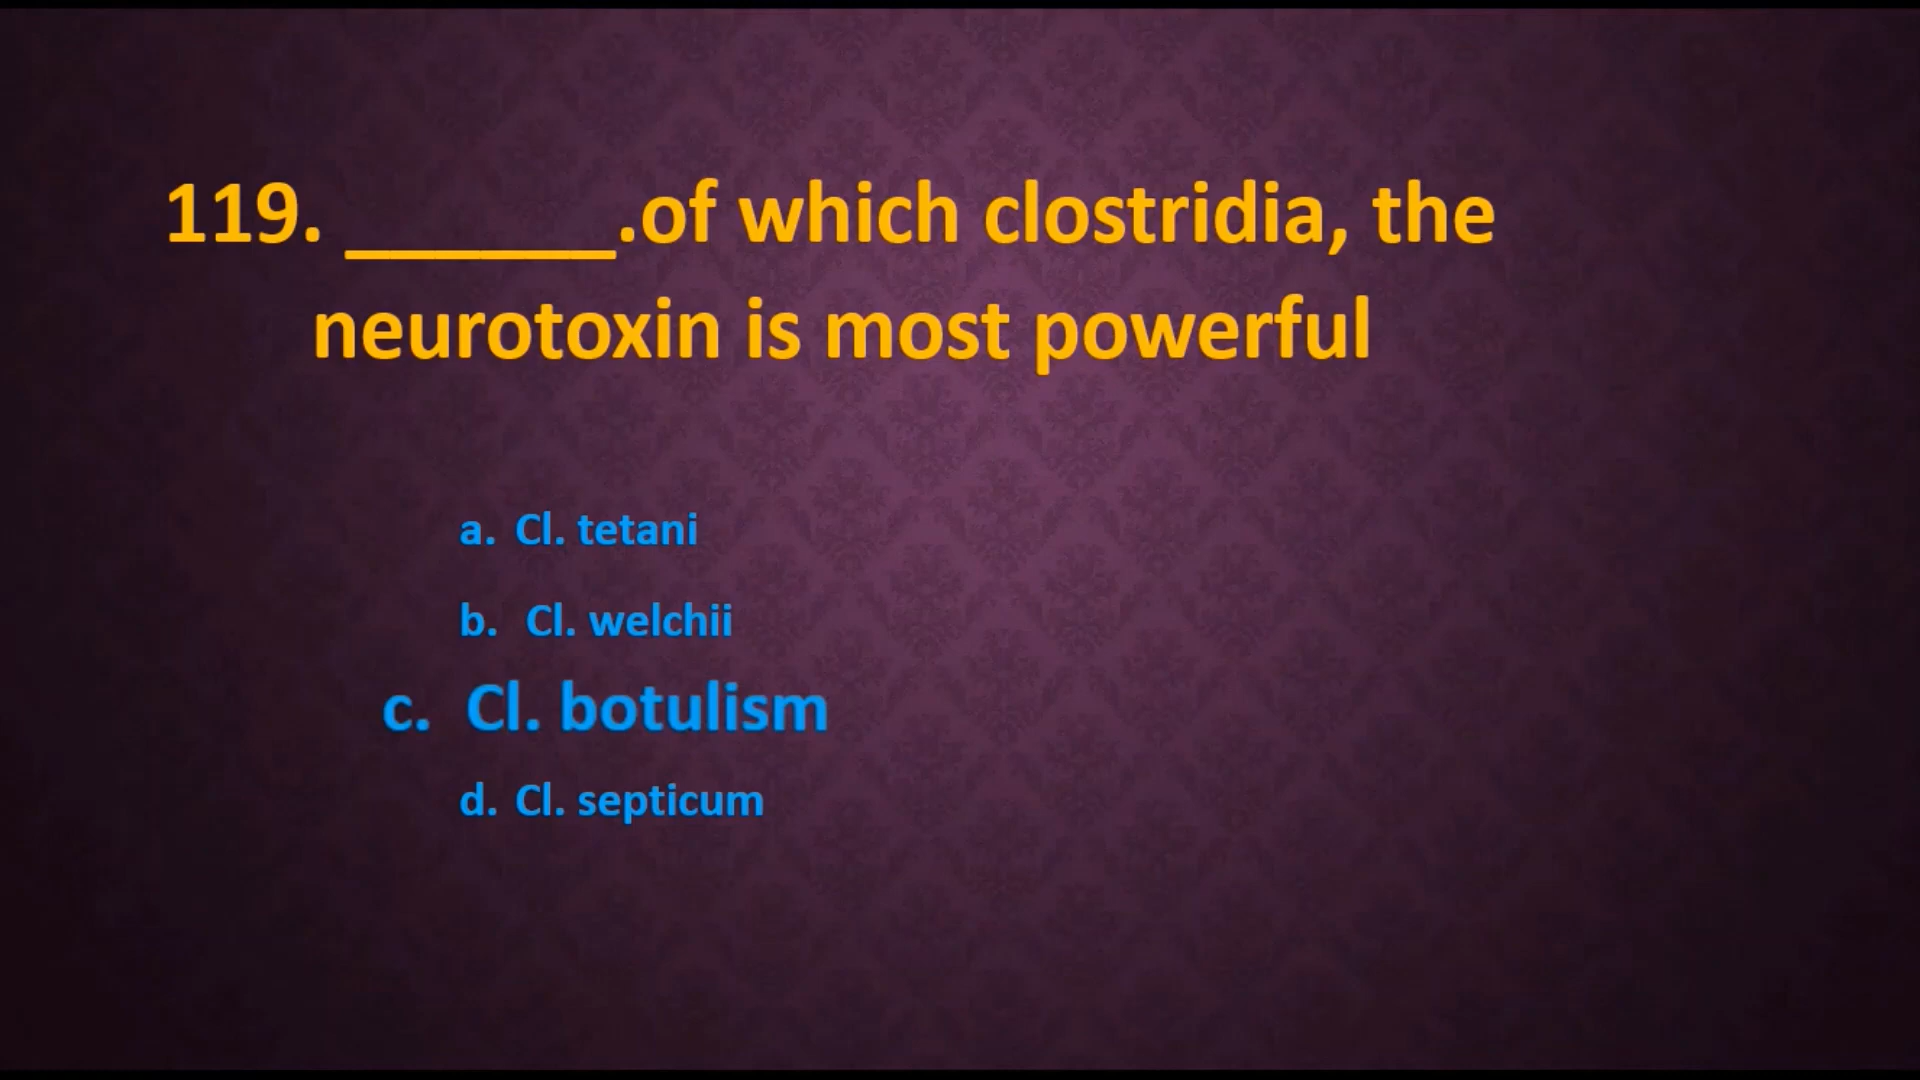 119. ______.of which clostridia, the
neurotoxin is most powerful
a. Cl. tetani
b. Cl. welchii
c. Cl. botulism
d. Cl. septicum